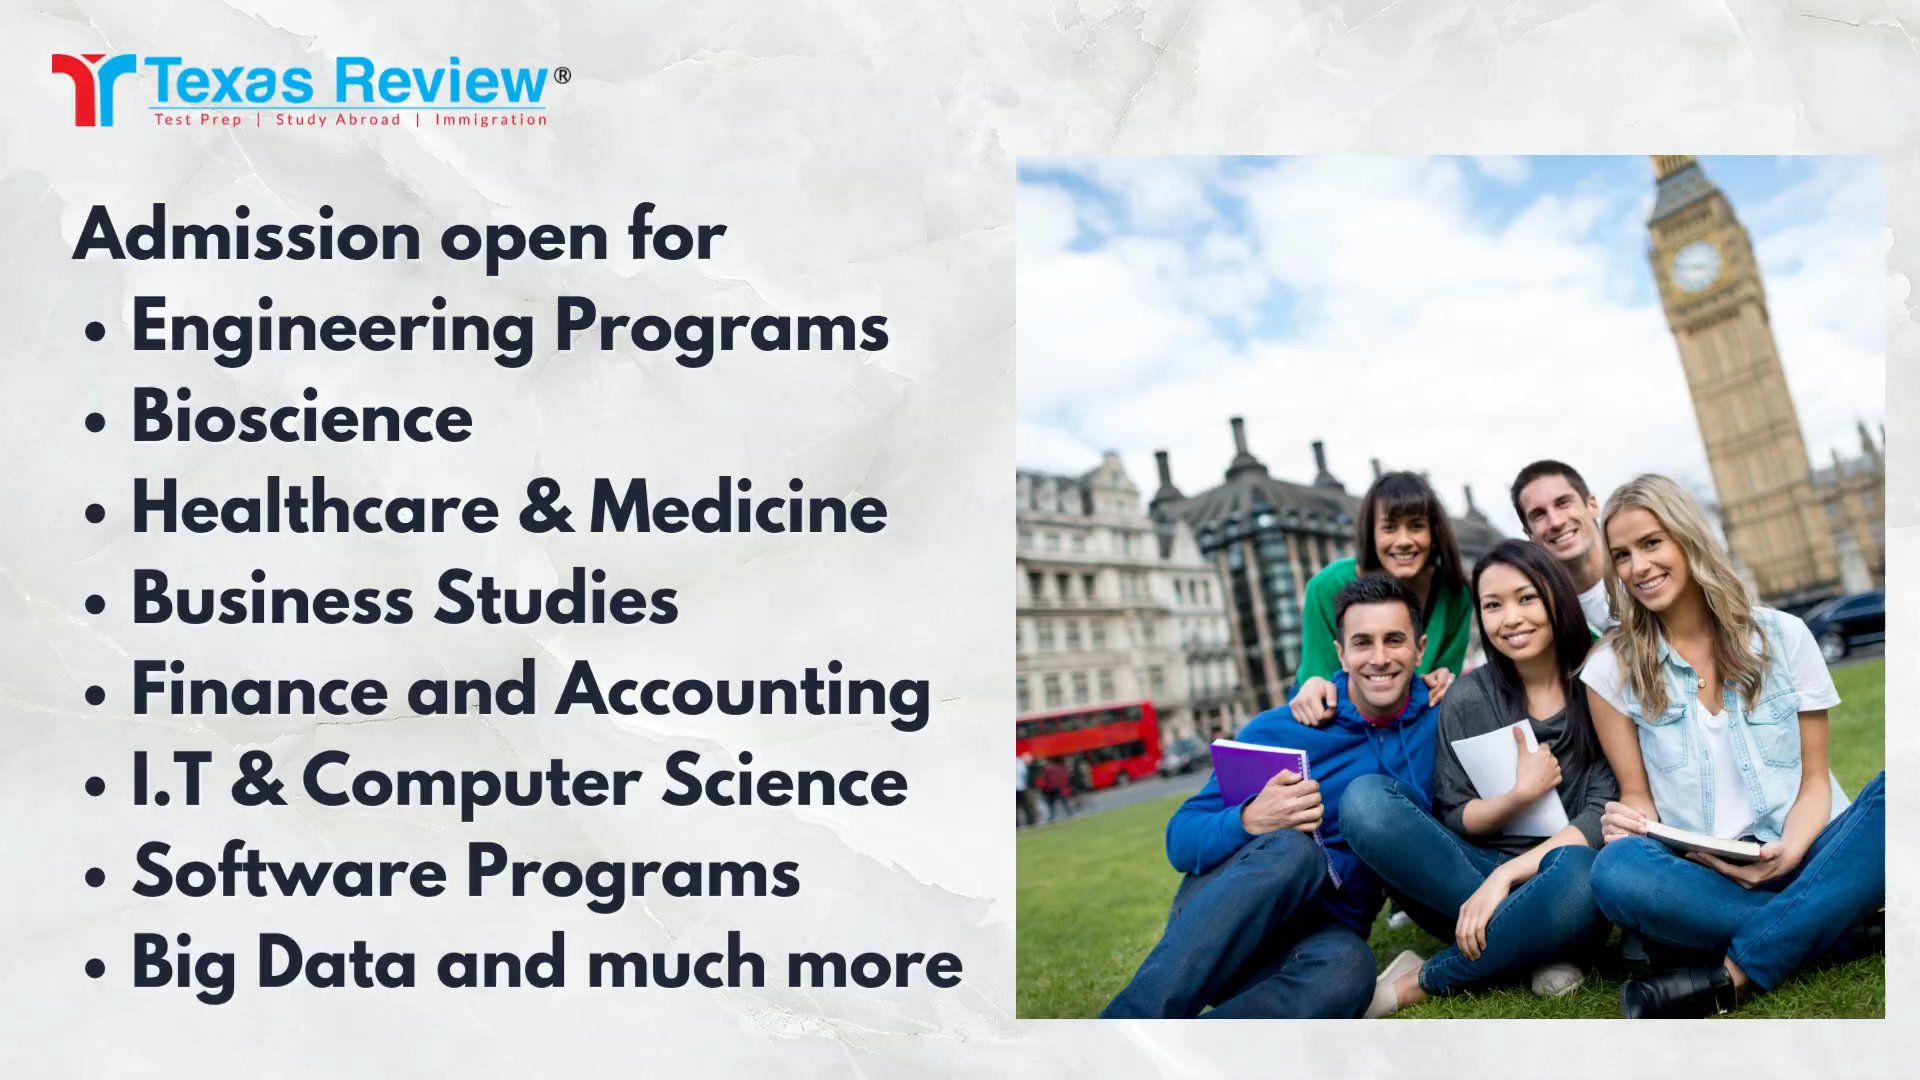 Texas Review®
Test Prep | Study Abroad | Immigration
Admission open for
• Engineering Programs
• Bioscience
• Healthcare & Medicine
• Business Studies
• Finance and Accounting
• I.T & Computer Science
• Software Programs
• Big Data and much more